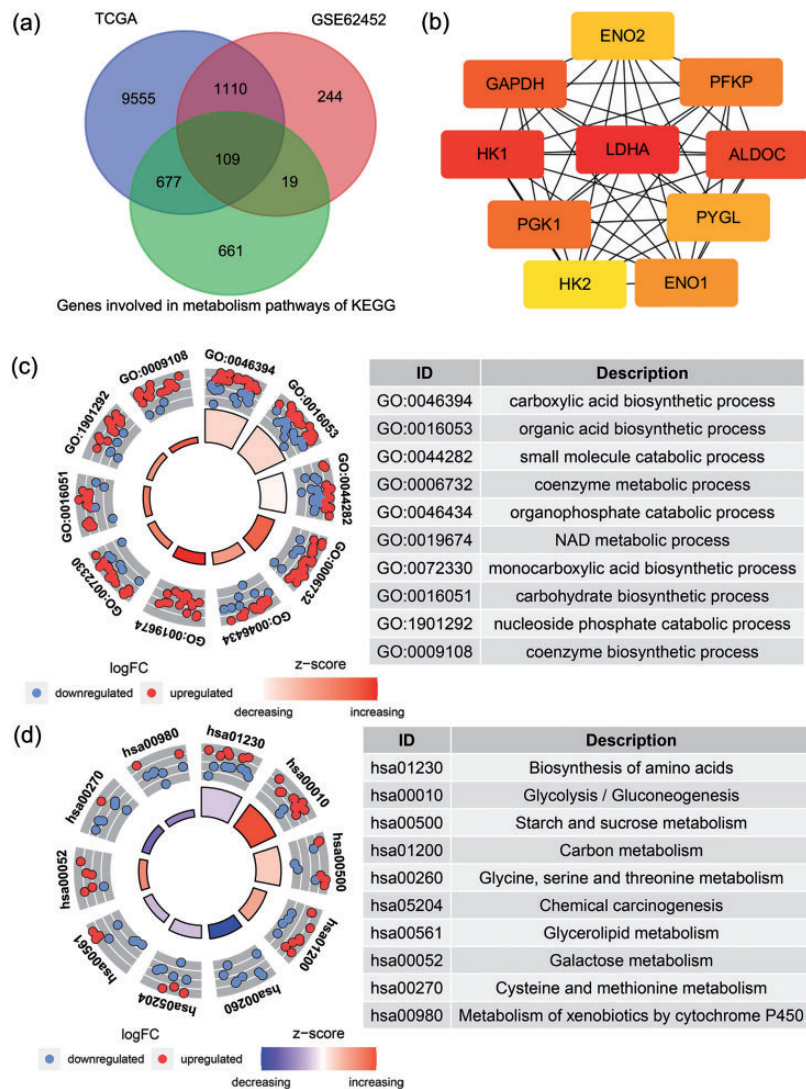 (a)
TCGA
GSE62452
9555
1110
244
109
677
19
661
Genes involved in metabolism pathways of KEGG
(b)
ENO2
GAPDH
PFKP
HK1
LDHA
ALDOC
PGK1
PYGL
HK2
ENO1
(c)
GO:0009108
GO:0046394
GO:1901292
GO:0016053
GO:0016051
GO:0044282
GO:0072330
GO:0006732
GO:0019674
GO:0046434
logFC
downregulated
upregulated
z-score
decreasing
increasing
ID Description
GO:0046394 carboxylic acid biosynthetic process
GO:0016053 organic acid biosynthetic process
GO:0044282 small molecule catabolic process
GO:0006732 coenzyme metabolic process
GO:0046434 organophosphate catabolic process
GO:0019674 NAD metabolic process
GO:0072330 monocarboxylic acid biosynthetic process
GO:0016051 carbohydrate biosynthetic process
GO:1901292 nucleoside phosphate catabolic process
GO:0009108 coenzyme biosynthetic process
(d)
hsa00980
hsa01230
hsa00270
hsa00010
hsa00052
hsa00500
hsa00561
hsa01200
hsa05204
hsa00260
logFC
downregulated
upregulated
z-score
decreasing
increasing
ID Description
hsa01230 Biosynthesis of amino acids
hsa00010 Glycolysis / Gluconeogenesis
hsa00500 Starch and sucrose metabolism
hsa01200 Carbon metabolism
hsa00260 Glycine, serine and threonine metabolism
hsa05204 Chemical carcinogenesis
hsa00561 Glycerolipid metabolism
hsa00052 Galactose metabolism
hsa00270 Cysteine and methionine metabolism
hsa00980 Metabolism of xenobiotics by cytochrome P450